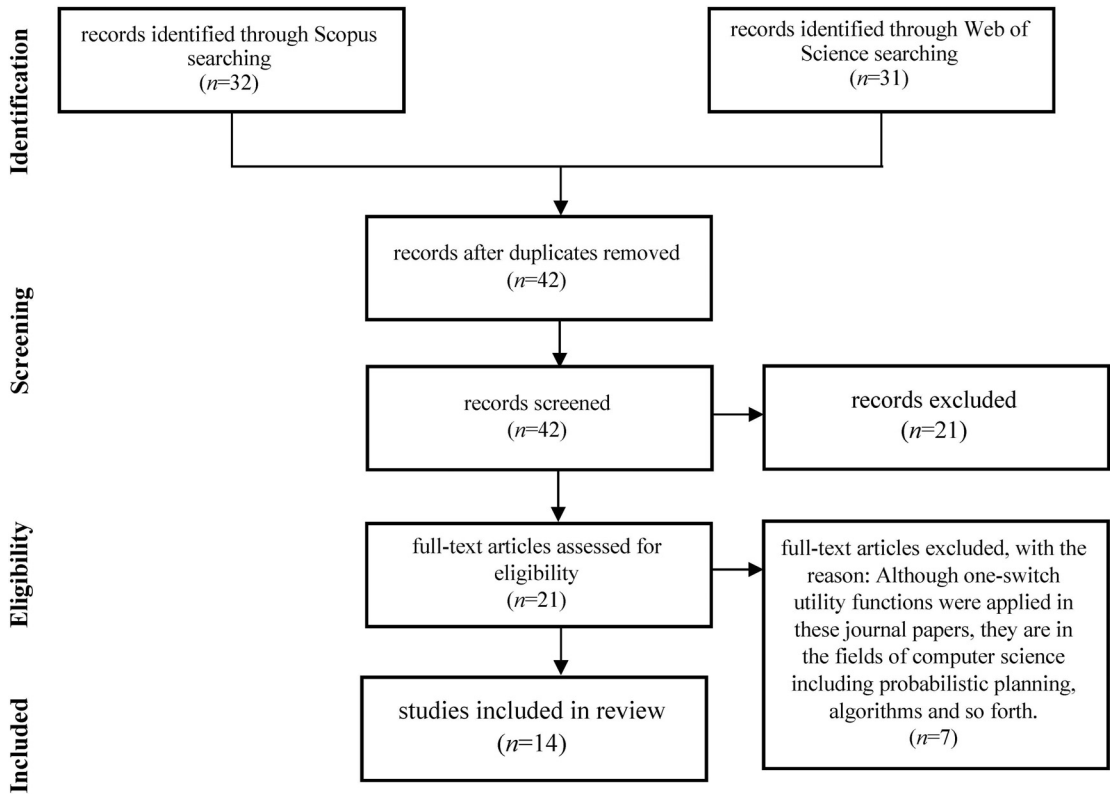 Identification
records identified through Scopus
searching
(n=32)
records identified through Web of
Science searching
(n=31)
Screening
records after duplicates removed
(n=42)
records screened
(n=42)
records excluded
(n=21)
Eligibility
full-text articles assessed for
eligibility
(n=21)
full-text articles excluded, with the
reason: Although one-switch
utility functions were applied in
these journal papers, they are in
the fields of computer science
including probabilistic planning,
algorithms and so forth.
(n=7)
Included
studies included in review
(n=14)